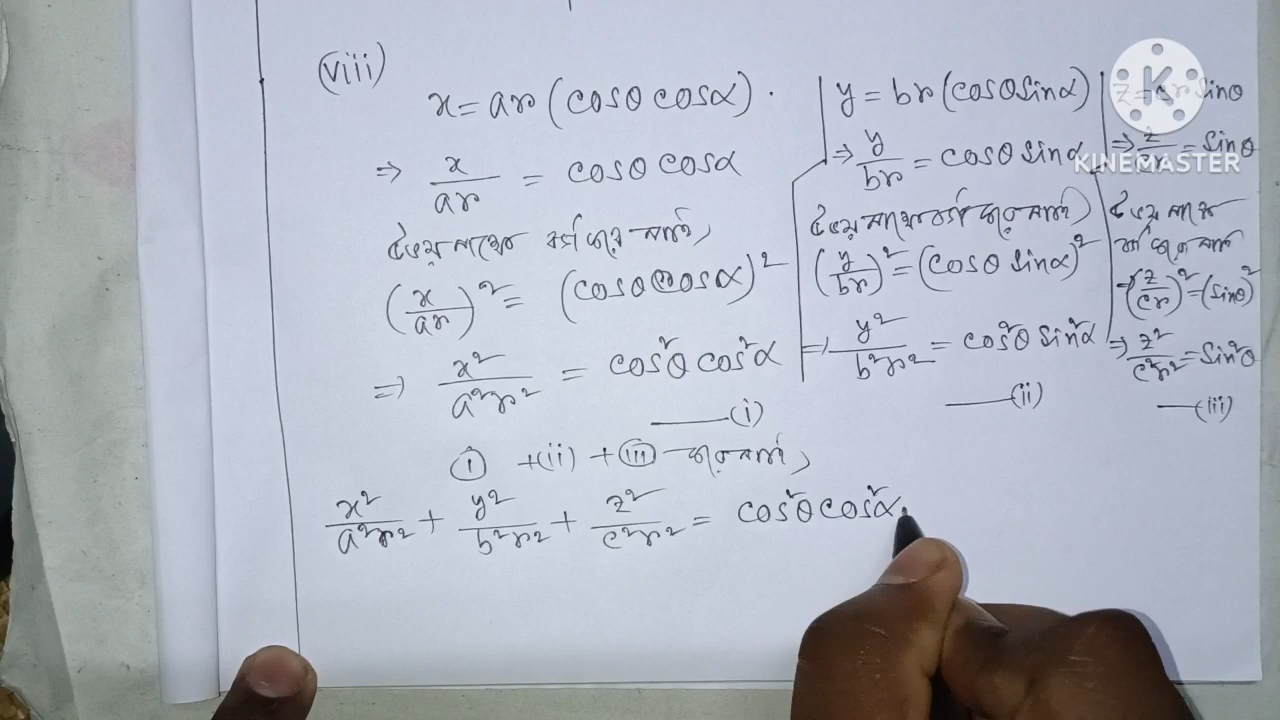 (viii)
x = ar (cosθ cosα).
⇒ x/ar = cosθ cosα
উভয় পক্ষকে বর্গ করে পাই,
(x/ar)² = (cosθ cosα)²
⇒ x²/a²r² = cos²θ cos²α
——(i)
y = br (cosθ sinα)
⇒ y/br = cosθ sinα
উভয় পক্ষকে বর্গ করে পাই)
(y/br)² = (cosθ sinα)²
⇒ y²/b²r² = cos²θ sin²α
——(ii)
Sinθ
⇒ z/ = Sinθ
উভয় পক্ষ
বর্গ করে পাই
(z/cr)² = (sinθ)²
⇒ z²/c²r² = Sin²θ
——(iii)
(i) + (ii) + (iii) করে পাই,
x²/a²r² + y²/b²r² + z²/c²r² = cos²θ cos²α
K
KINEMASTER